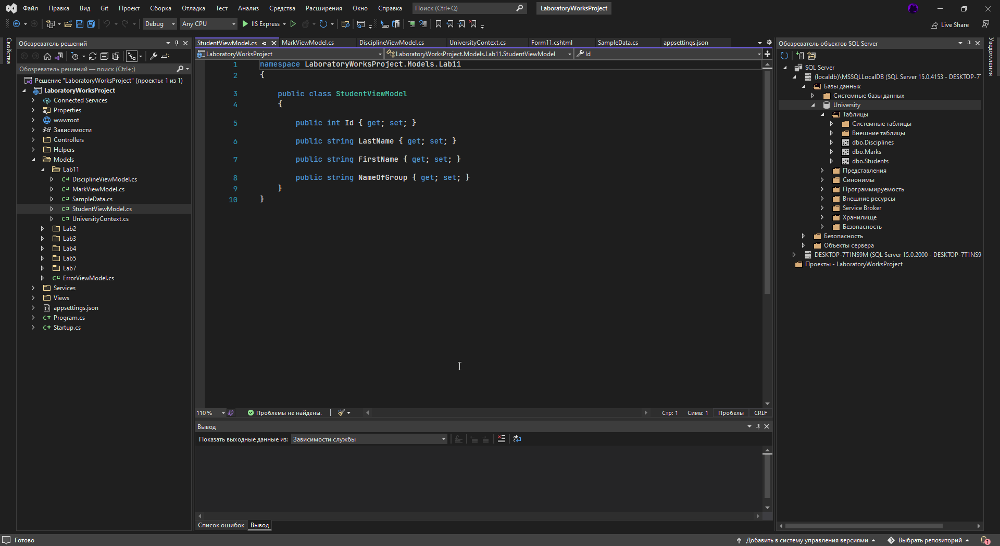 Файл Правка Вид Git Проект Сборка Отладка Тест Анализ Средства Расширения Окно Справка Поиск (Ctrl+Q) LaboratoryWorksProject
Debug Any CPU IIS Express Live Share
Свойства
Обозреватель решений
Обозреватель решений — поиск (Ctrl+;)
Решение "LaboratoryWorksProject" (проекты: 1 из 1)
LaboratoryWorksProject
Connected Services
Properties
wwwroot
Зависимости
Controllers
Helpers
Models
Lab11
C# DisciplineViewModel.cs
C# MarkViewModel.cs
C# SampleData.cs
C# StudentViewModel.cs
C# UniversityContext.cs
Lab2
Lab3
Lab4
Lab5
Lab7
C# ErrorViewModel.cs
Services
Views
appsettings.json
C# Program.cs
C# Startup.cs
StudentViewModel.cs MarkViewModel.cs DisciplineViewModel.cs UniversityContext.cs Form11.cshtml SampleData.cs appsettings.json
LaboratoryWorksProject LaboratoryWorksProject.Models.Lab11.StudentViewModel Id
1 namespace LaboratoryWorksProject.Models.Lab11
2 {
3 public class StudentViewModel
4 {
5 public int Id { get; set; }
6 public string LastName { get; set; }
7 public string FirstName { get; set; }
8 public string NameOfGroup { get; set; }
9 }
10 }
110 % Проблемы не найдены. Стр: 1 Симв: 1 Пробелы CRLF
Вывод
Показать выходные данные из: Зависимости службы
Список ошибок Вывод
Обозреватель объектов SQL Server
SQL Server
(localdb)\MSSQLLocalDB (SQL Server 15.0.4153 - DESKTOP-7
Базы данных
Системные базы данных
University
Таблицы
Системные таблицы
Внешние таблицы
dbo.Disciplines
dbo.Marks
dbo.Students
Представления
Синонимы
Программируемость
Внешние ресурсы
Service Broker
Хранилище
Безопасность
Безопасность
Объекты сервера
DESKTOP-7T1NS9M (SQL Server 15.0.2000 - DESKTOP-7T1NS9
Проекты - LaboratoryWorksProject
Уведомления
Готово Добавить в систему управления версиями Выбрать репозиторий 1